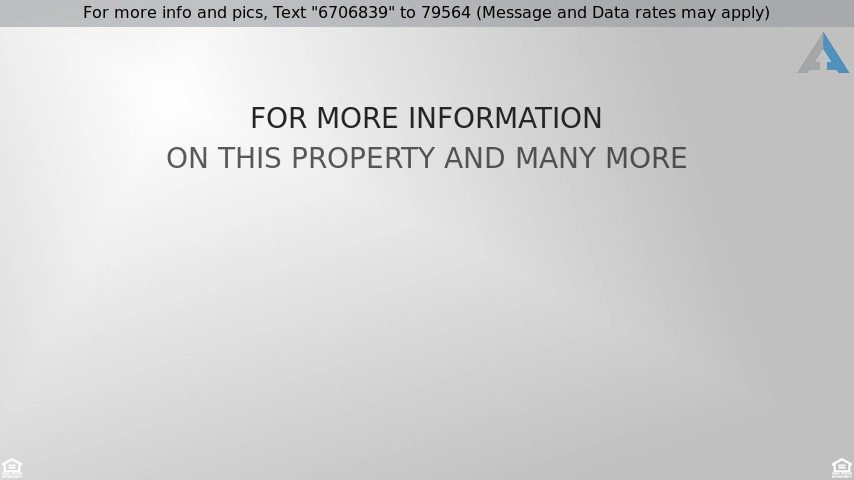 For more info and pics, Text "6706839" to 79564 (Message and Data rates may apply)
FOR MORE INFORMATION
ON THIS PROPERTY AND MANY MORE